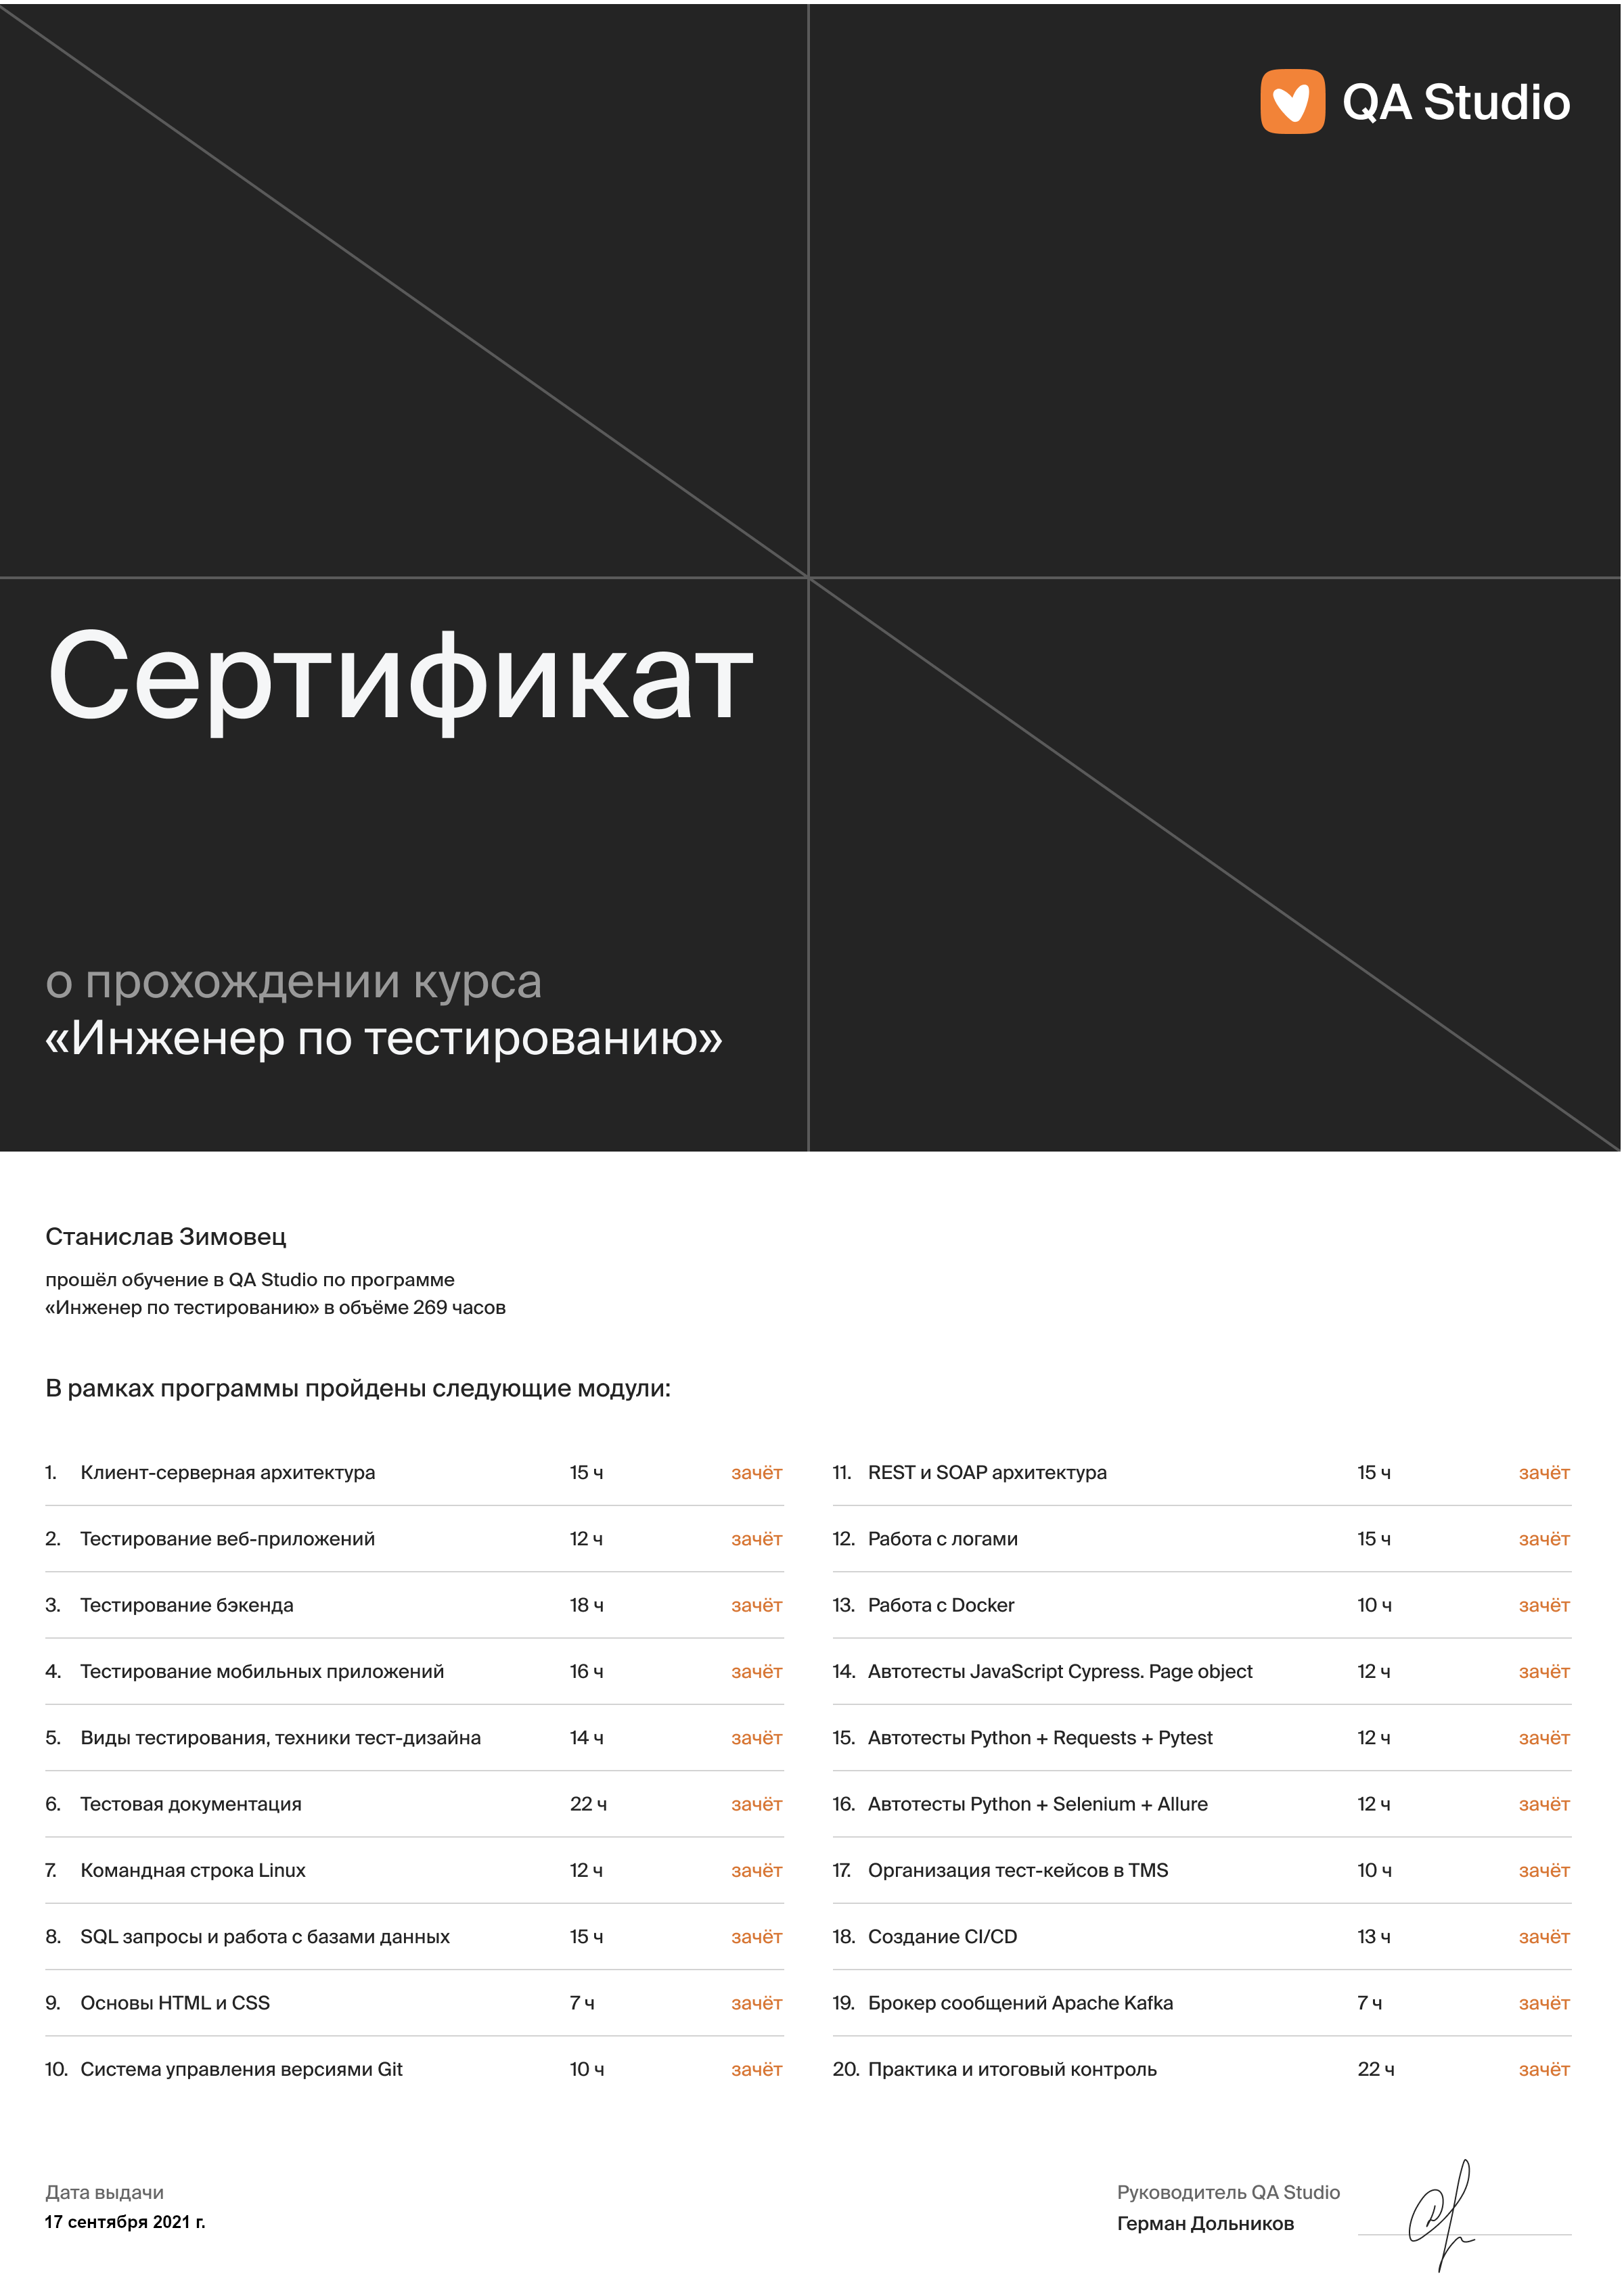 QA Studio
Сертификат
о прохождении курса
«Инженер по тестированию»
Станислав Зимовец
прошёл обучение в QA Studio по программе
«Инженер по тестированию» в объёме 269 часов
В рамках программы пройдены следующие модули:
1. Клиент-серверная архитектура 15 ч зачёт
2. Тестирование веб-приложений 12 ч зачёт
3. Тестирование бэкенда 18 ч зачёт
4. Тестирование мобильных приложений 16 ч зачёт
5. Виды тестирования, техники тест-дизайна 14 ч зачёт
6. Тестовая документация 22 ч зачёт
7. Командная строка Linux 12 ч зачёт
8. SQL запросы и работа с базами данных 15 ч зачёт
9. Основы HTML и CSS 7 ч зачёт
10. Система управления версиями Git 10 ч зачёт
11. REST и SOAP архитектура 15 ч зачёт
12. Работа с логами 15 ч зачёт
13. Работа с Docker 10 ч зачёт
14. Автотесты JavaScript Cypress. Page object 12 ч зачёт
15. Автотесты Python + Requests + Pytest 12 ч зачёт
16. Автотесты Python + Selenium + Allure 12 ч зачёт
17. Организация тест-кейсов в TMS 10 ч зачёт
18. Создание CI/CD 13 ч зачёт
19. Брокер сообщений Apache Kafka 7 ч зачёт
20. Практика и итоговый контроль 22 ч зачёт
Дата выдачи
17 сентября 2021 г.
Руководитель QA Studio
Герман Дольников